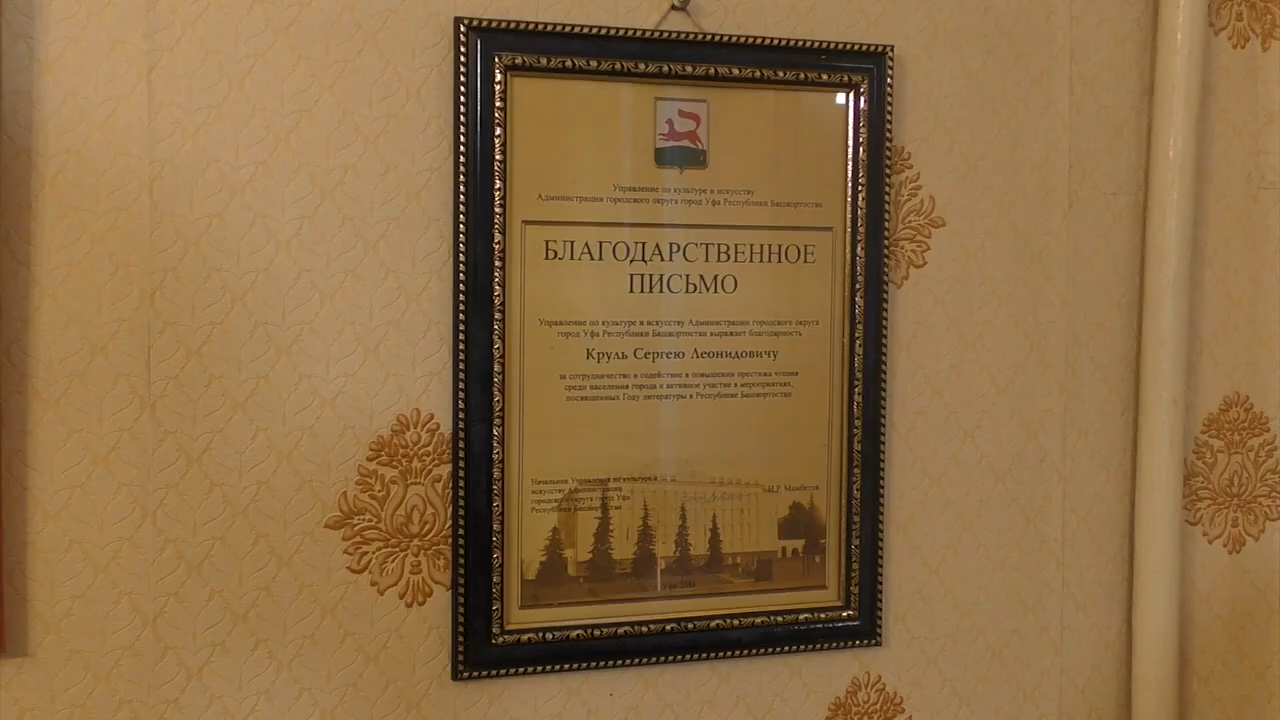 Управление по культуре и искусству
Администрации городского округа город Уфа Республики Башкортостан
БЛАГОДАРСТВЕННОЕ
ПИСЬМО
Управление по культуре и искусству Администрации городского округа
город Уфа Республики Башкортостан выражает благодарность
Круль Сергею Леонидовичу
за сотрудничество и содействие в повышении престижа чтения
среди населения города и активное участие в мероприятиях,
посвященных Году литературы в Республике Башкортостан
Начальник Управления по культуре и
искусству Администрации
городского округа город Уфа
Республики Башкортостан
И.Р. Мамбетов